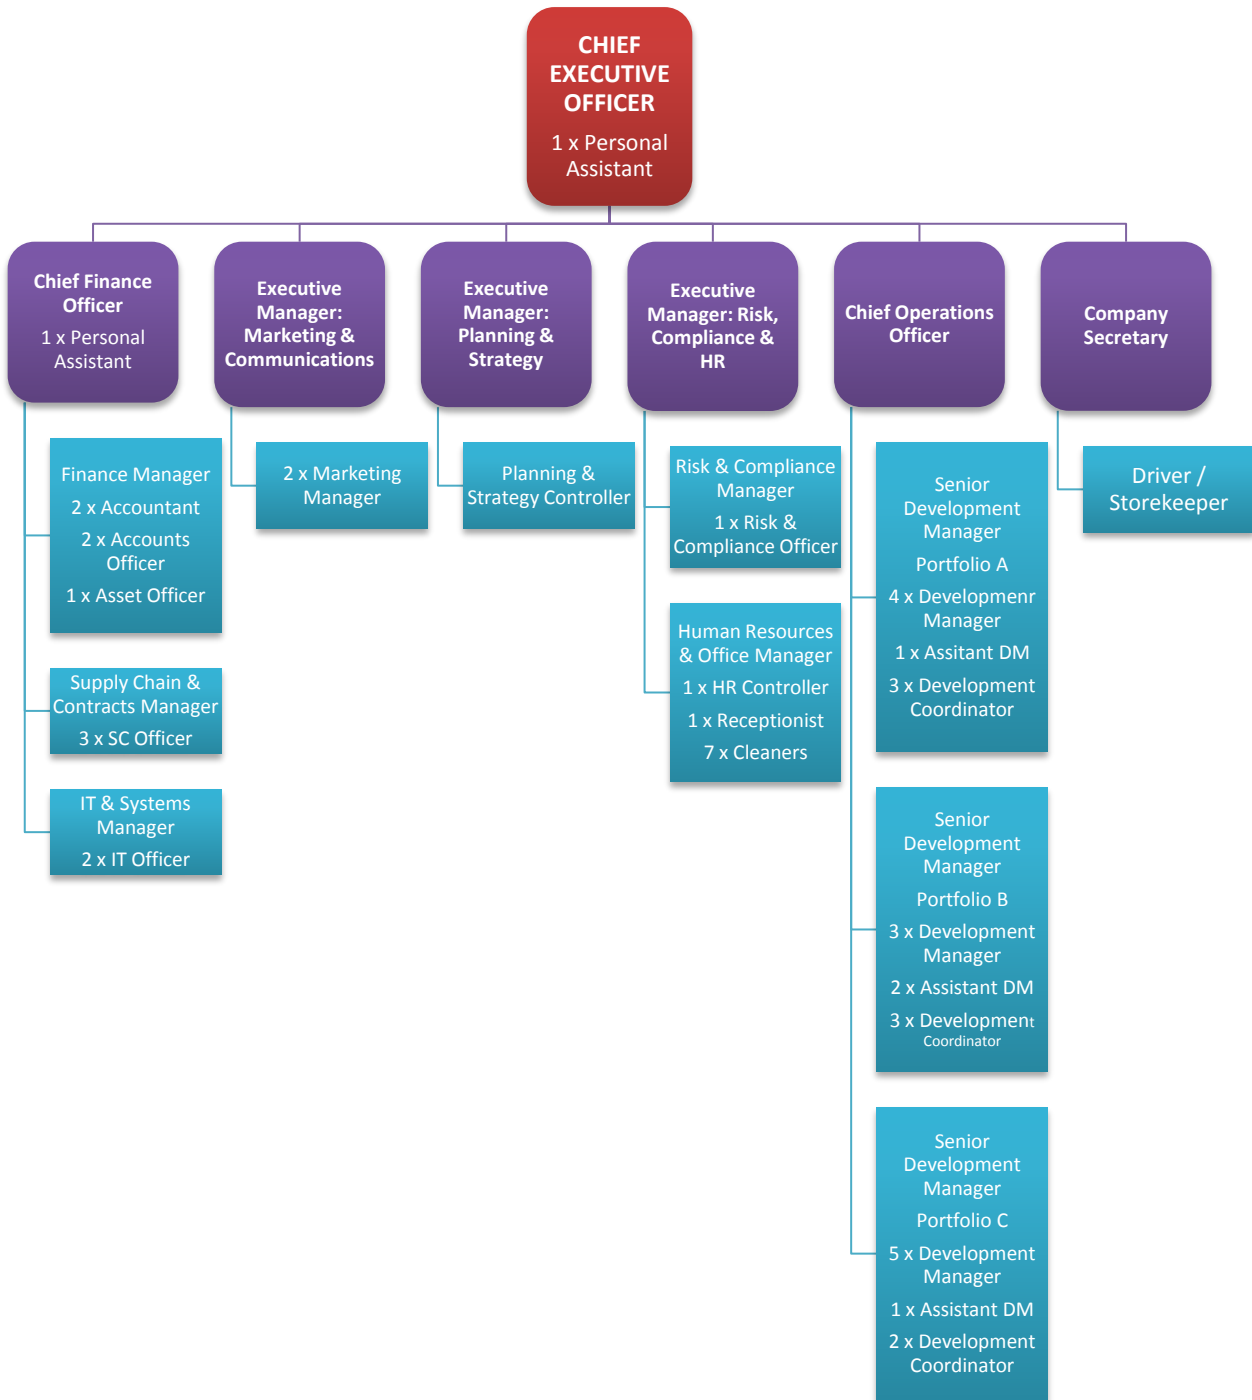 CHIEF
EXECUTIVE
OFFICER
1 x Personal
Assistant
Chief Finance
Officer
1 x Personal
Assistant
Executive
Manager:
Marketing &
Communications
Executive
Manager:
Planning &
Strategy
Executive
Manager: Risk,
Compliance &
HR
Chief Operations
Officer
Company
Secretary
Finance Manager
2 x Accountant
2 x Accounts
Officer
1 x Asset Officer
Supply Chain &
Contracts Manager
3 x SC Officer
IT & Systems
Manager
2 x IT Officer
2 x Marketing
Manager
Planning &
Strategy Controller
Risk & Compliance
Manager
1 x Risk &
Compliance Officer
Human Resources
& Office Manager
1 x HR Controller
1 x Receptionist
7 x Cleaners
Senior
Development
Manager
Portfolio A
4 x Developmenr
Manager
1 x Assitant DM
3 x Development
Coordinator
Senior
Development
Manager
Portfolio B
3 x Development
Manager
2 x Assistant DM
3 x Development
Coordinator
Senior
Development
Manager
Portfolio C
5 x Development
Manager
1 x Assistant DM
2 x Development
Coordinator
Driver /
Storekeeper